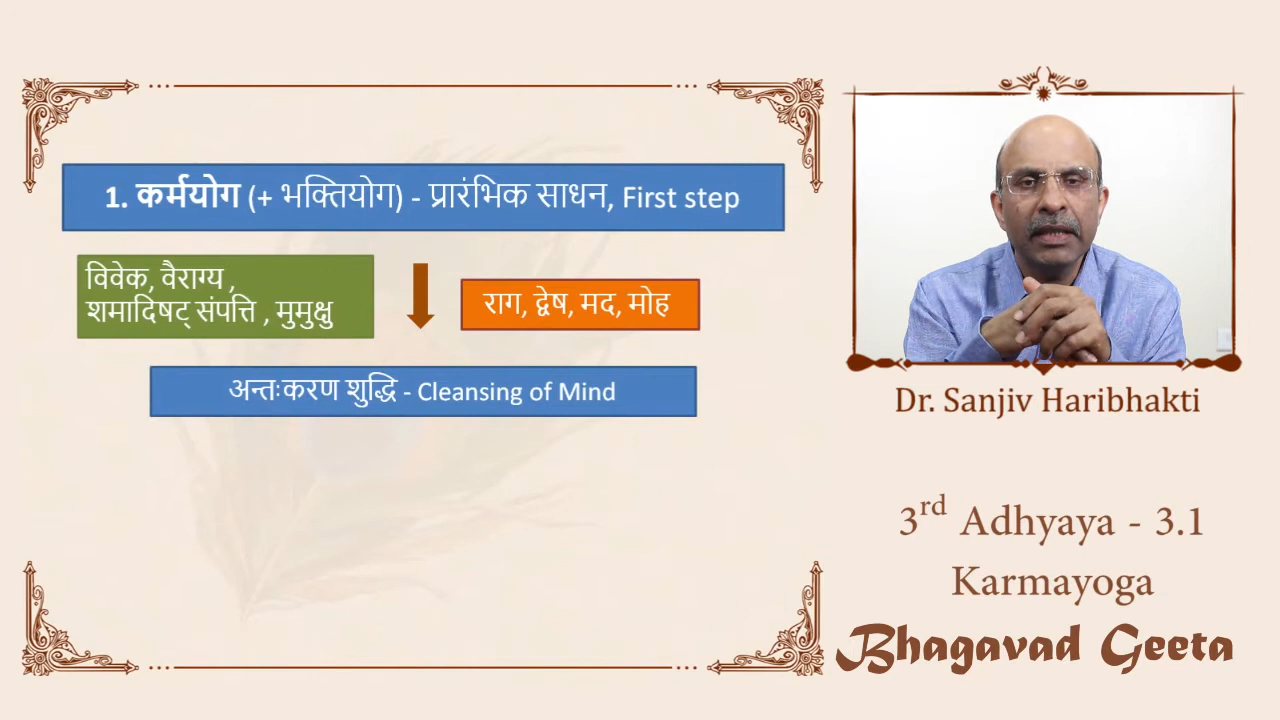 1. कर्मयोग (+ भक्तियोग) - प्रारंभिक साधन, First step
विवेक, वैराग्य ,
शमादिषट् संपत्ति , मुमुक्षु
राग, द्वेष, मद, मोह
अन्तःकरण शुद्धि - Cleansing of Mind
Dr. Sanjiv Haribhakti
3rd Adhyaya - 3.1
Karmayoga
Bhagavad Geeta